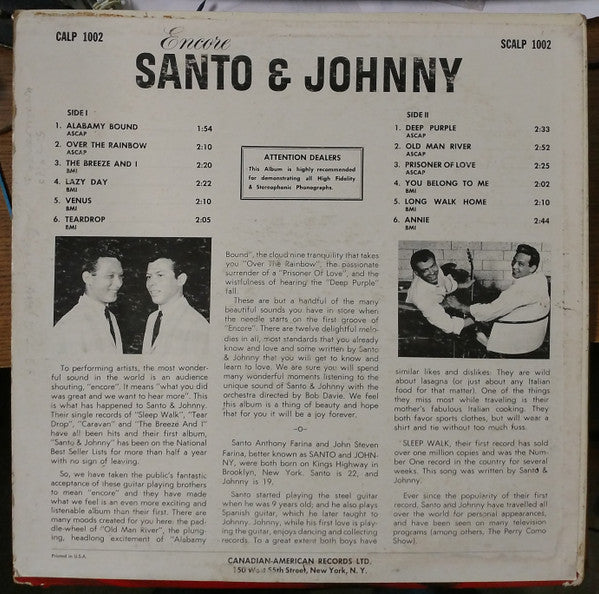 CALP 1002
Encore
SCALP 1002
SANTO & JOHNNY
SIDE I
1. ALABAMY BOUND 1:54
ASCAP
2. OVER THE RAINBOW 2:10
ASCAP
3. THE BREEZE AND I 2:20
BMI
4. LAZY DAY 2:22
BMI
5. VENUS 2:10
BMI
6. TEARDROP 2:05
BMI
ATTENTION DEALERS
This Album is highly recommended
for demonstrating all High Fidelity
& Stereophonic Phonographs.
SIDE II
1. DEEP PURPLE 2:33
ASCAP
2. OLD MAN RIVER 2:52
ASCAP
3. PRISONER OF LOVE 2:25
ASCAP
4. YOU BELONG TO ME 2:02
BMI
5. LONG WALK HOME 2:10
BMI
6. ANNIE 2:44
BMI
To performing artists, the most wonder-
ful sound in the world is an audience
shouting, "encore". It means "what you did
was great and we want to hear more". This
is what has happened to Santo & Johnny.
Their single records of "Sleep Walk", "Tear
Drop", "Caravan" and "The Breeze And I"
have all been hits and their first album,
"Santo & Johnny" has been on the National
Best Seller Lists for more than half a year
with no sign of leaving.
So, we have taken the public's fantastic
acceptance of these guitar playing brothers
to mean "encore" and they have made
what we feel is an even more exciting and
listenable album than their first. There are
many moods created for you here: the pad-
dle-wheel of "Old Man River", the plung-
ing, headlong excitement of "Alabamy
Bound", the cloud nine tranquility that takes
you "Over The Rainbow", the passionate
surrender of a "Prisoner Of Love", and the
wistfulness of hearing the "Deep Purple"
fall.
These are but a handful of the many
beautiful sounds you have in store when
the needle starts on the first groove of
"Encore". There are twelve delightful melo-
dies in all, most standards that you already
know and love and some written by Santo
& Johnny that you will get to know and
learn to love. We are sure you will spend
many wonderful moments listening to the
unique sound of Santo & Johnny with the
orchestra directed by Bob Davie. We feel
this album is a thing of beauty and hope
that for you it will be a joy forever.
—O—
Santo Anthony Farina and John Steven
Farina, better known as SANTO and JOHN-
NY, were both born on Kings Highway in
Brooklyn, New York. Santo is 22, and
Johnny is 19.
Santo started playing the steel guitar
when he was 9 years old; and he also plays
Spanish guitar, which he later taught to
Johnny. Johnny, while his first love is play-
ing the guitar, enjoys dancing and collecting
records. To a great extent both boys have
similar likes and dislikes: They are wild
about lasagna (or just about any Italian
food for that matter). One of the things
they miss most while traveling is their
mother's fabulous Italian cooking. They
both favor sports clothes, but will wear a
shirt and tie without too much fuss.
SLEEP WALK, their first record has sold
over one million copies and was the Num-
ber One record in the country for several
weeks. This song was written by Santo &
Johnny.
Ever since the popularity of their first
record, Santo and Johnny have travelled all
over the world for personal appearances,
and have been seen on many television
programs (among others, The Perry Como
Show).
Printed in U.S.A.
CANADIAN-AMERICAN RECORDS LTD.
150 West 55th Street, New York, N. Y.